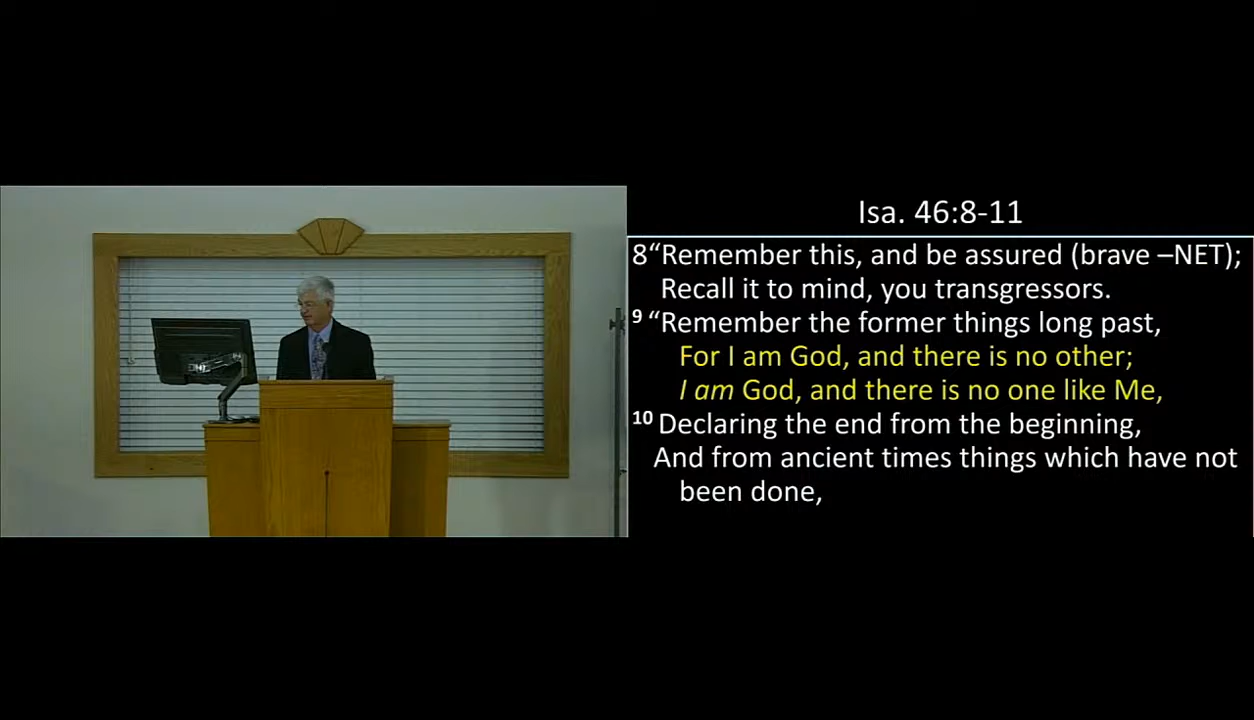 Isa. 46:8-11
8“Remember this, and be assured (brave –NET);
Recall it to mind, you transgressors.
9 “Remember the former things long past,
For I am God, and there is no other;
I am God, and there is no one like Me,
10 Declaring the end from the beginning,
And from ancient times things which have not
been done,